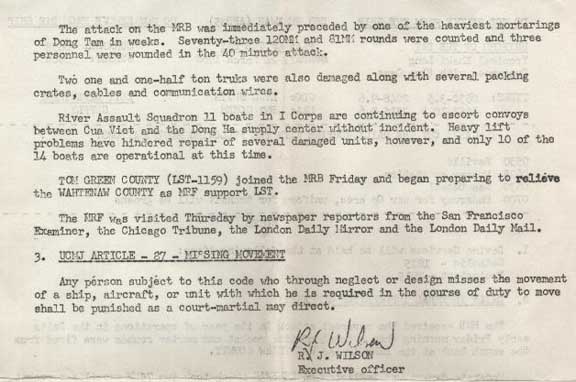 The attack on the MRB was immediately preceded by one of the heaviest mortarings
of Dong Tam in weeks. Seventy-three 120MM and 81MM rounds were counted and three
personnel were wounded in the 40 minute attack.
Two one and one-half ton truks were also damaged along with several packing
crates, cables and communication wires.
River Assault Squadron 11 boats in I Corps are continuing to escort convoys
between Cua Viet and the Dong Ha supply center without incident. Heavy lift
problems have hindered repair of several damaged units, however, and only 10 of the
14 boats are operational at this time.
TOM GREEN COUNTY (LST-1159) joined the MRB Friday and began preparing to relieve
the WAHTENAW COUNTY as MRF support LST.
The MRF was visited Thursday by newspaper reporters from the San Francisco
Examiner, the Chicago Tribune, the London Daily Mirror and the London Daily Mail.
3. UCMJ ARTICLE - 87 - MISSING MOVEMENT
Any person subject to this code who through neglect or design misses the movement
of a ship, aircraft, or unit with which he is required in the course of duty to move
shall be punished as a court-martial may direct.
R J Wilson
R. J. WILSON
Executive officer